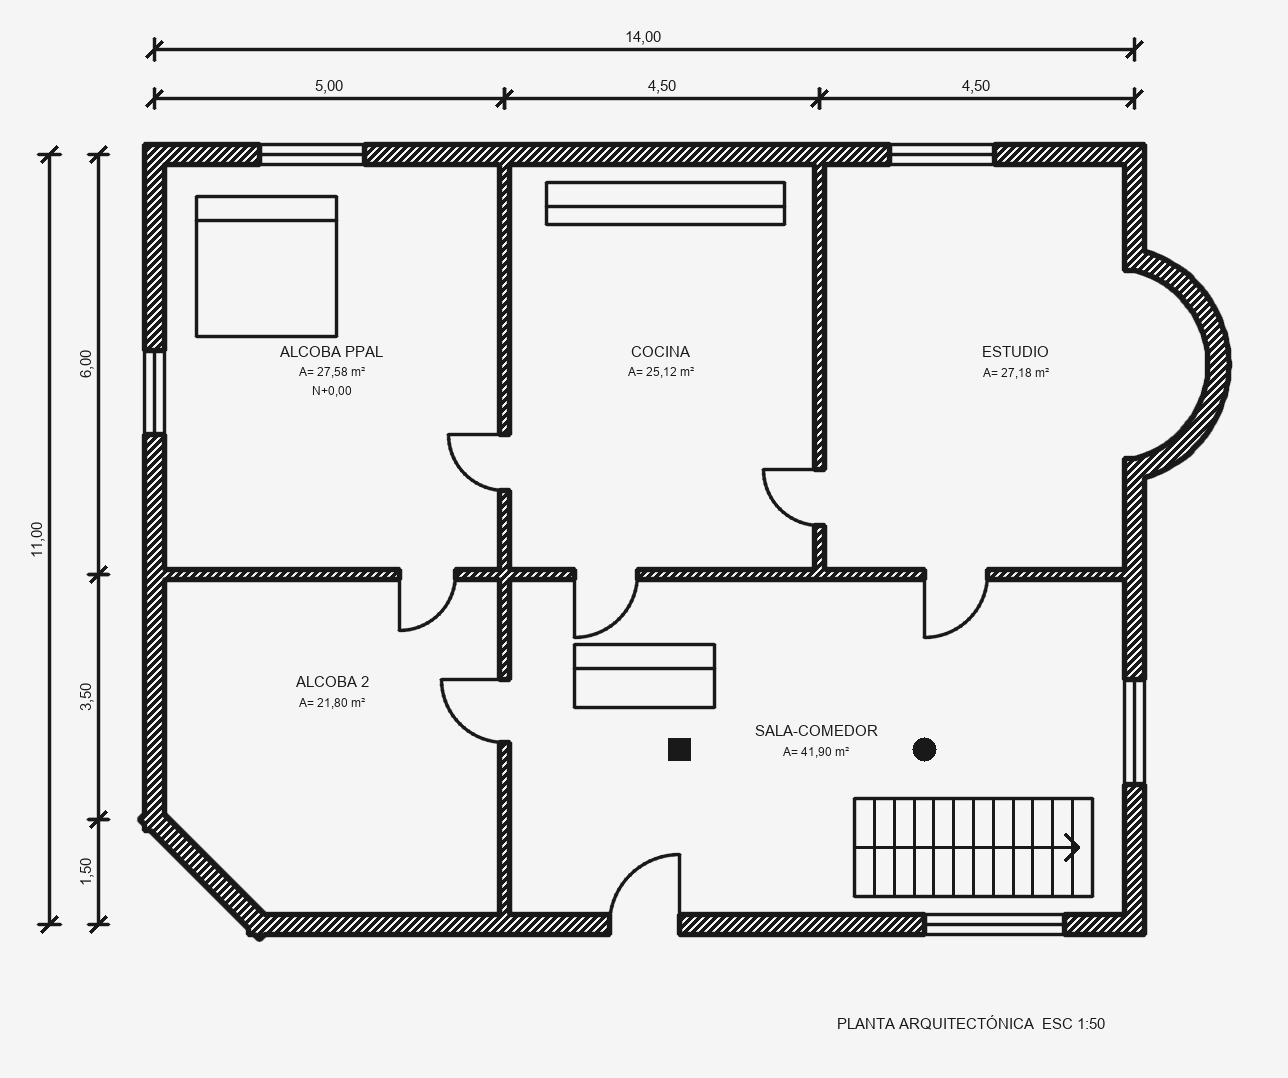 14,00
5,00
4,50
4,50
11,00
6,00
3,50
1,50
ALCOBA PPAL
A= 27,58 m²
N+0,00
COCINA
A= 25,12 m²
ESTUDIO
A= 27,18 m²
ALCOBA 2
A= 21,80 m²
SALA-COMEDOR
A= 41,90 m²
PLANTA ARQUITECTÓNICA  ESC 1:50